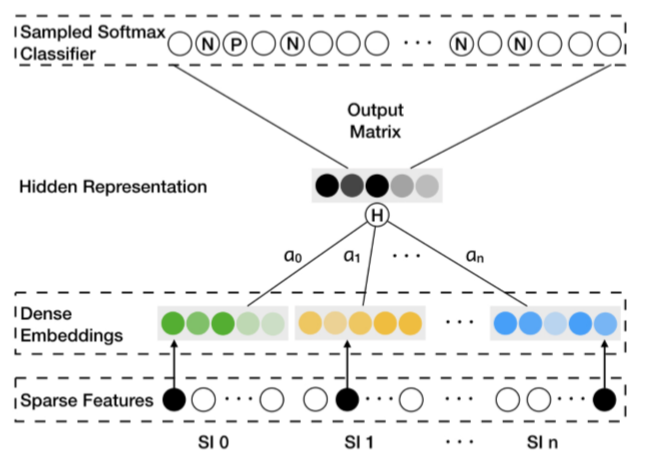 Sampled Softmax
Classifier
N P N ... N N
Output
Matrix
Hidden Representation
H
a0 a1 ... an
Dense
Embeddings
...
Sparse Features ... ... ... ...
SI 0 SI 1 ... SI n